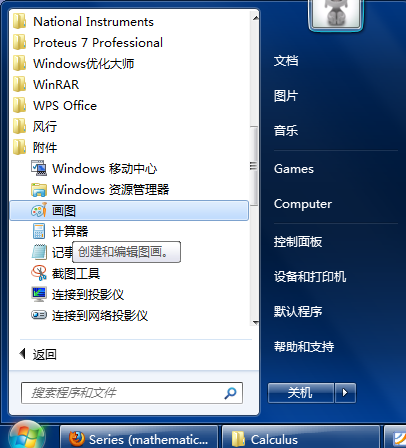 National Instruments
Proteus 7 Professional
Windows优化大师
WinRAR
WPS Office
风行
附件
Windows 移动中心
Windows 资源管理器
画图
计算器
记事
创建和编辑图画。
截图工具
连接到投影仪
连接到网络投影仪
返回
搜索程序和文件
文档
图片
音乐
Games
Computer
控制面板
设备和打印机
默认程序
帮助和支持
关机
Series (mathematic...
Calculus